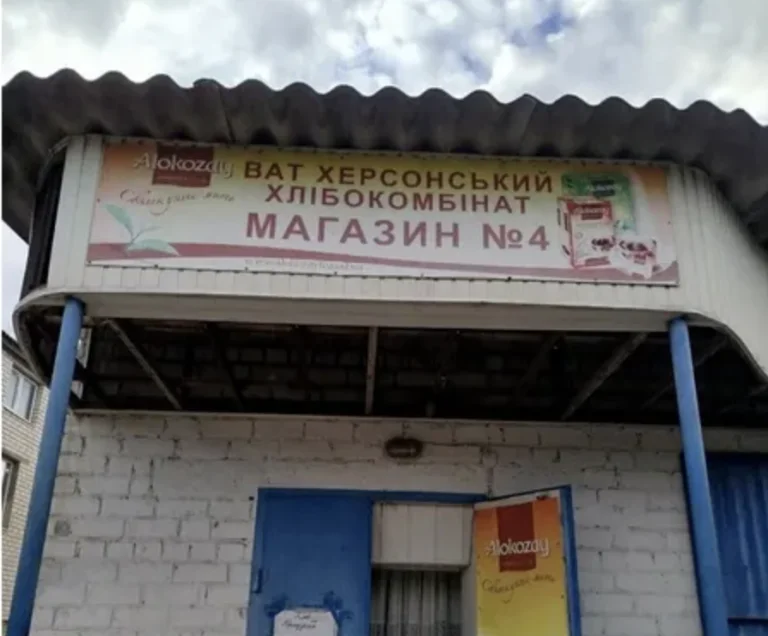 Alokozay
ВАТ ХЕРСОНСЬКИЙ
ХЛІБОКОМБІНАТ
МАГАЗИН №4
Alokozay